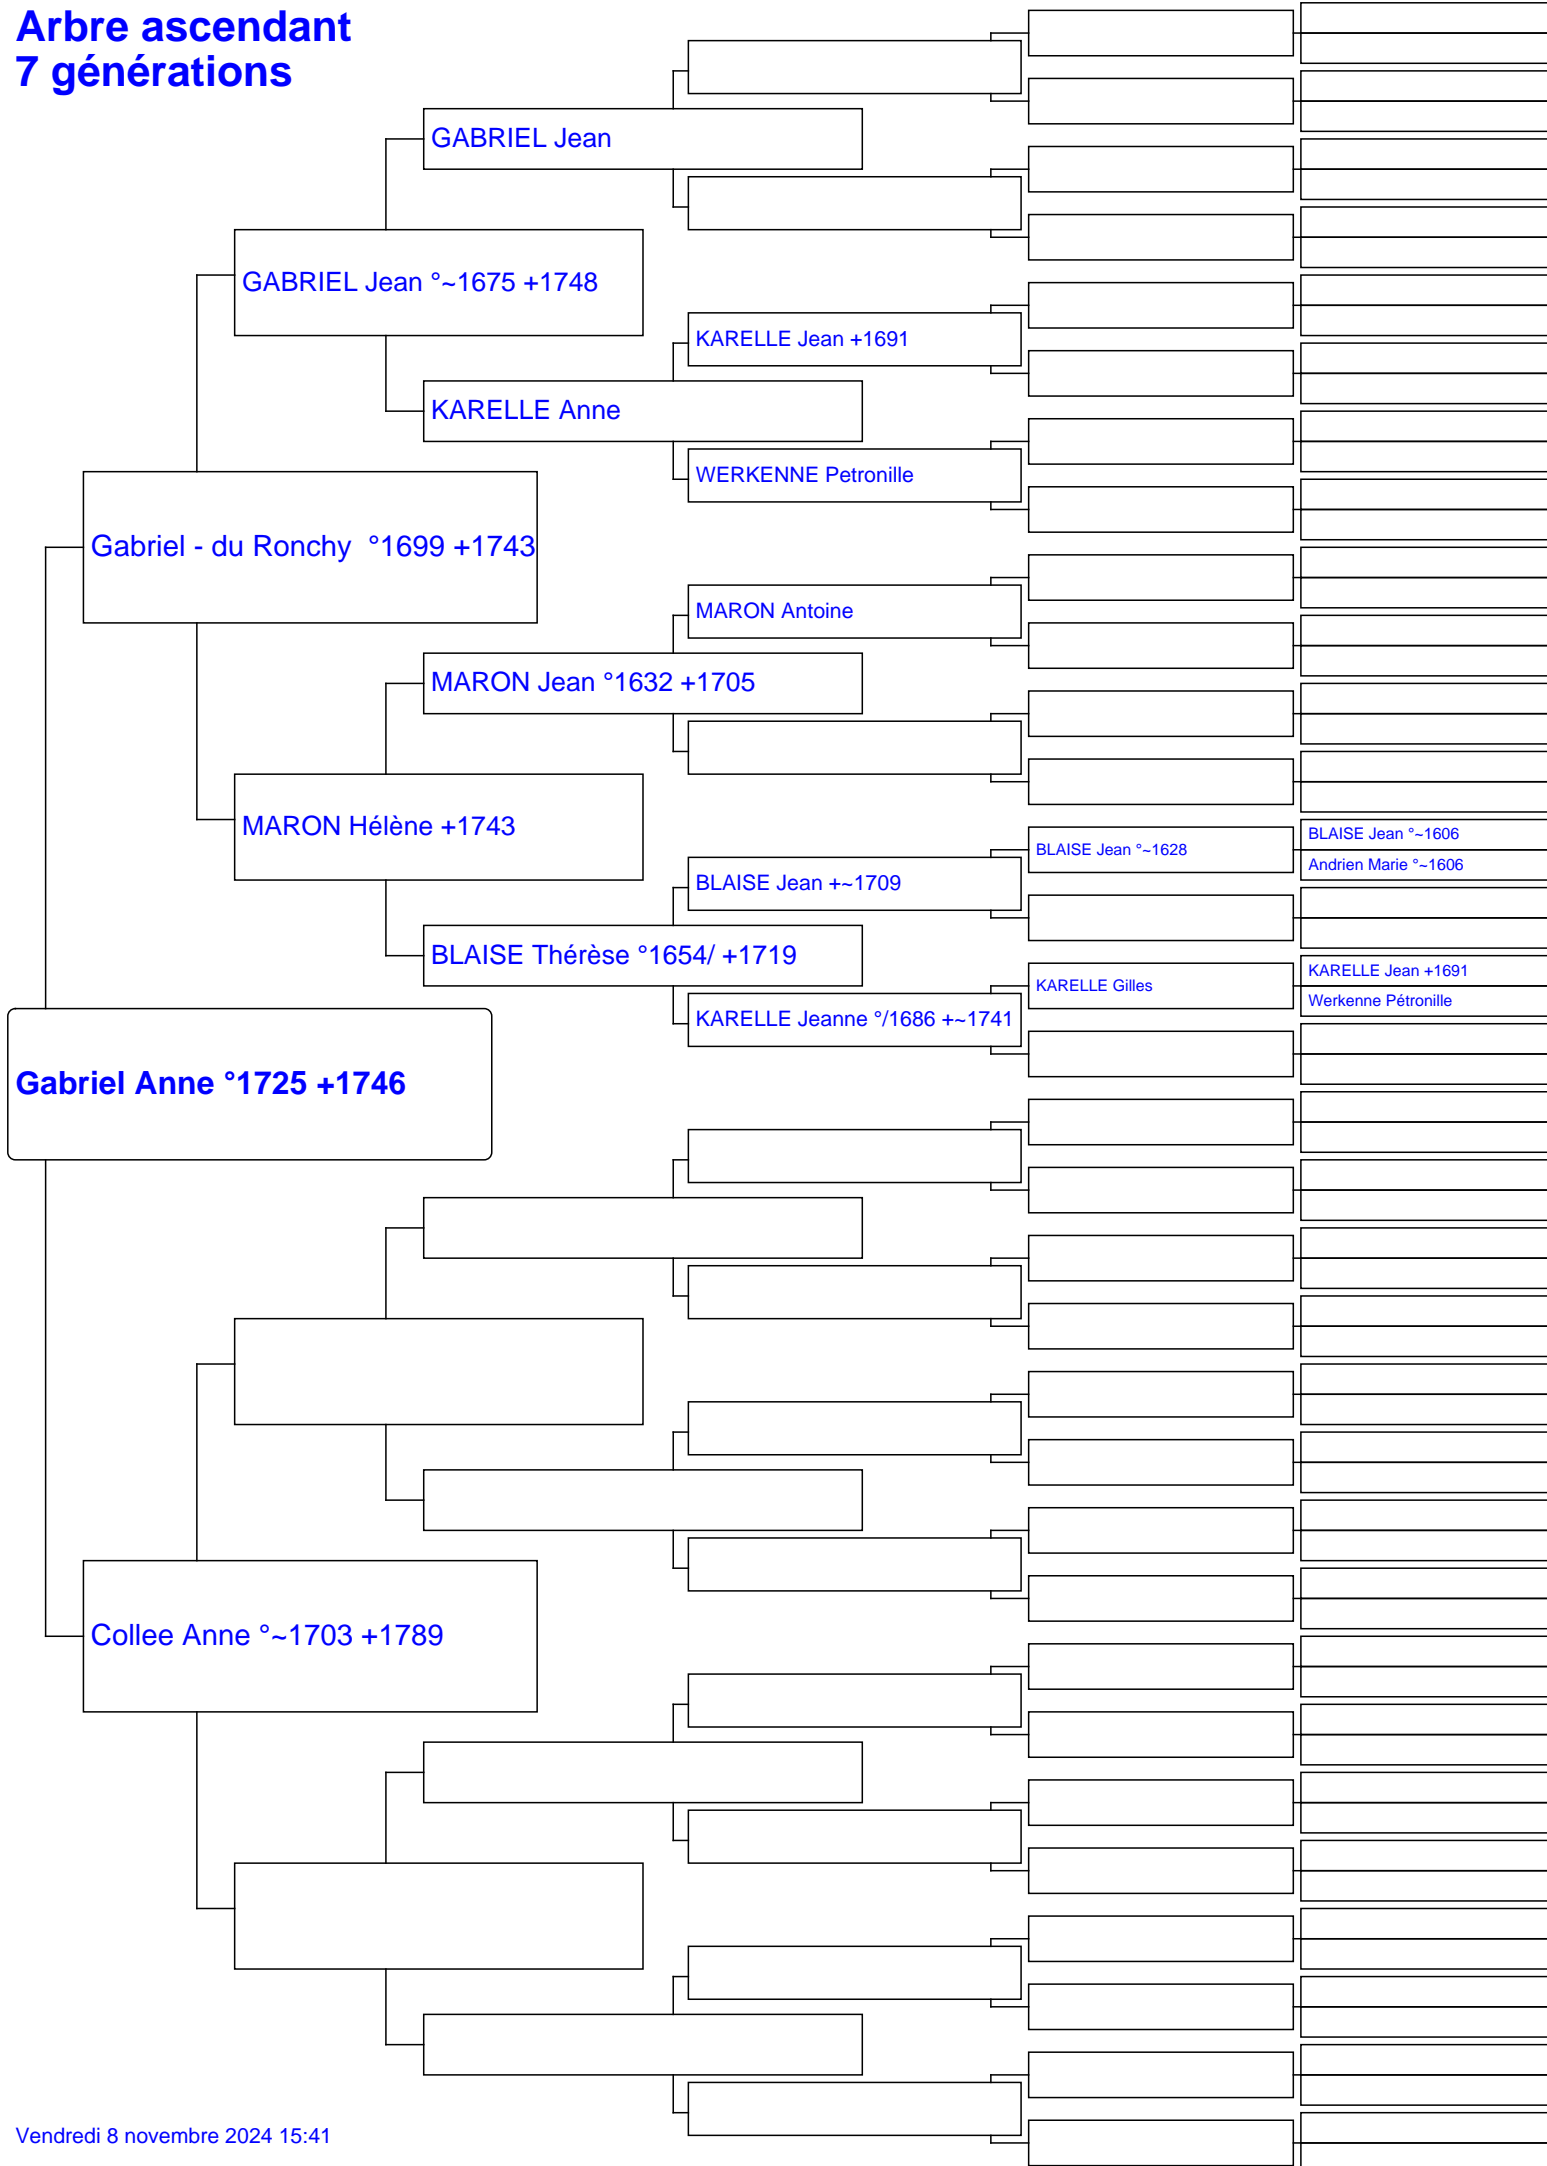 Arbre ascendant
7 générations
GABRIEL Jean
GABRIEL Jean °~1675 +1748
KARELLE Jean +1691
KARELLE Anne
WERKENNE Petronille
Gabriel - du Ronchy  °1699 +1743
MARON Antoine
MARON Jean °1632 +1705
MARON Hélène +1743
BLAISE Jean °~1606
BLAISE Jean °~1628
Andrien Marie °~1606
BLAISE Jean +~1709
BLAISE Thérèse °1654/ +1719
KARELLE Jean +1691
KARELLE Gilles
Werkenne Pétronille
KARELLE Jeanne °/1686 +~1741
Gabriel Anne °1725 +1746
Collee Anne °~1703 +1789
Vendredi 8 novembre 2024 15:41